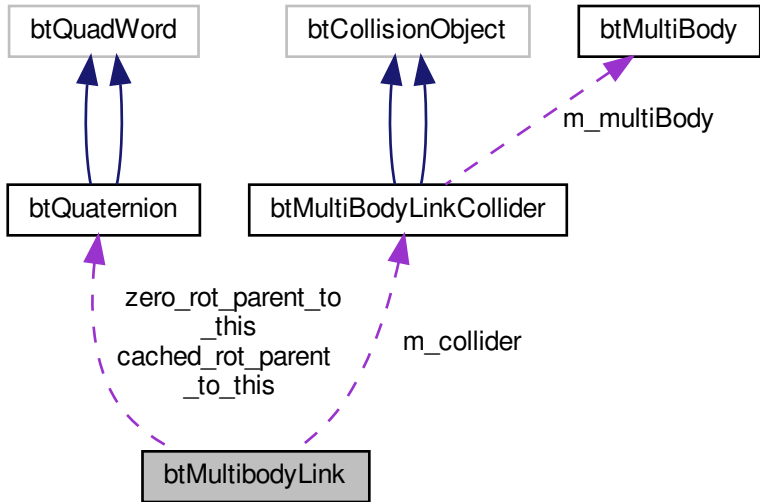 btQuadWord
btCollisionObject
btMultiBody
m_multiBody
btQuaternion
btMultiBodyLinkCollider
zero_rot_parent_to
_this
cached_rot_parent
_to_this
m_collider
btMultibodyLink